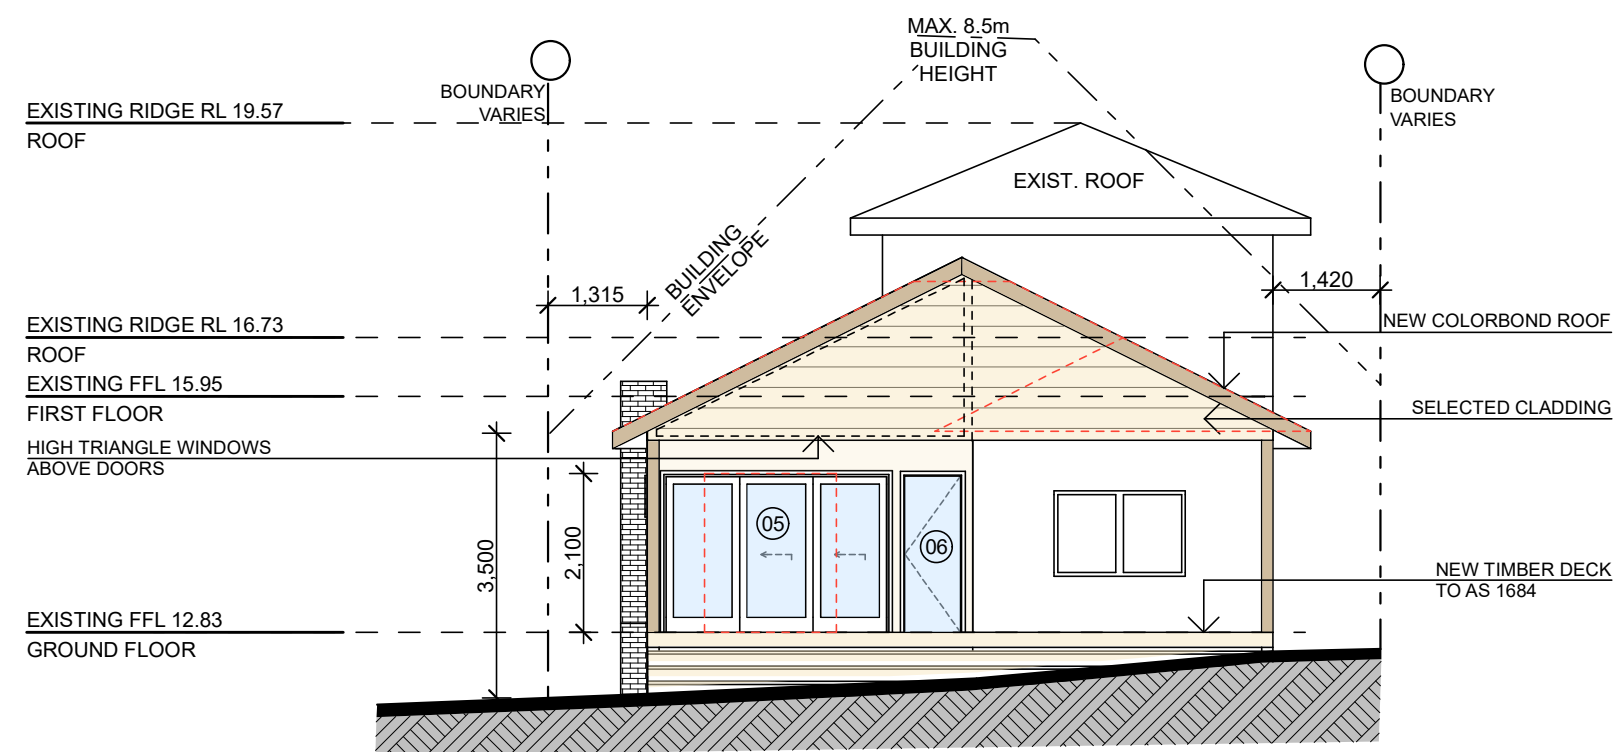 MAX. 8.5m
BUILDING
HEIGHT
BOUNDARY
VARIES
BOUNDARY
VARIES
EXISTING RIDGE RL 19.57
ROOF
EXIST. ROOF
BUILDING
ENVELOPE
1,315
1,420
EXISTING RIDGE RL 16.73
ROOF
NEW COLORBOND ROOF
EXISTING FFL 15.95
FIRST FLOOR
SELECTED CLADDING
HIGH TRIANGLE WINDOWS
ABOVE DOORS
3,500
2,100
05
06
NEW TIMBER DECK
TO AS 1684
EXISTING FFL 12.83
GROUND FLOOR